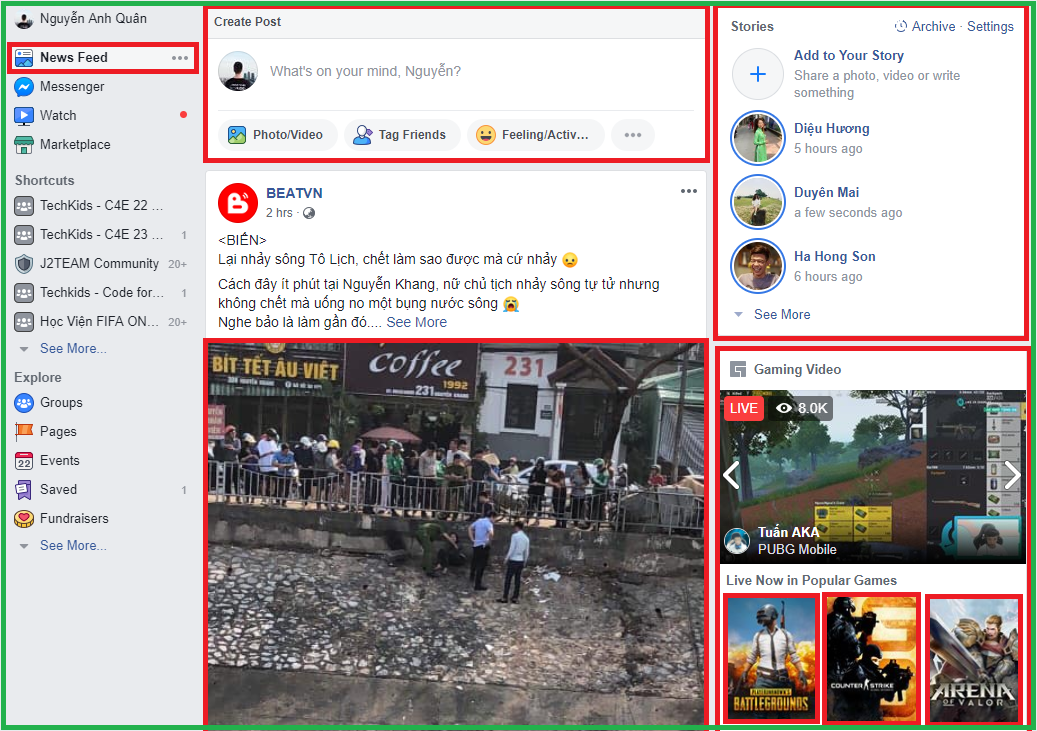 Nguyễn Anh Quân
News Feed
Messenger
Watch
Marketplace
Shortcuts
TechKids - C4E 22 ...
TechKids - C4E 23 ... 1
J2TEAM Community 20+
Techkids - Code for... 1
Học Viện FIFA ON... 20+
See More...
Explore
Groups
Pages
Events
Saved 1
Fundraisers
See More...
Create Post
What's on your mind, Nguyễn?
Photo/Video
Tag Friends
Feeling/Activ...
BEATVN
2 hrs ·
<BIẾN>
Lại nhảy sông Tô Lịch, chết làm sao được mà cứ nhảy
Cách đây ít phút tại Nguyễn Khang, nữ chủ tịch nhảy sông tự tử nhưng
không chết mà uống no một bụng nước sông
Nghe bảo là làm gần đó.... See More
BÍT TẾT ÂU VIỆT
Coffee
1992
231
231
Stories
Archive · Settings
Add to Your Story
Share a photo, video or write
something
Diệu Hương
5 hours ago
Duyên Mai
a few seconds ago
Ha Hong Son
6 hours ago
See More
Gaming Video
LIVE
8.0K
Tuấn AKA
PUBG Mobile
Live Now in Popular Games
PLAYERUNKNOWN'S
BATTLEGROUNDS
COUNTER STRIKE
ARENA
OF VALOR